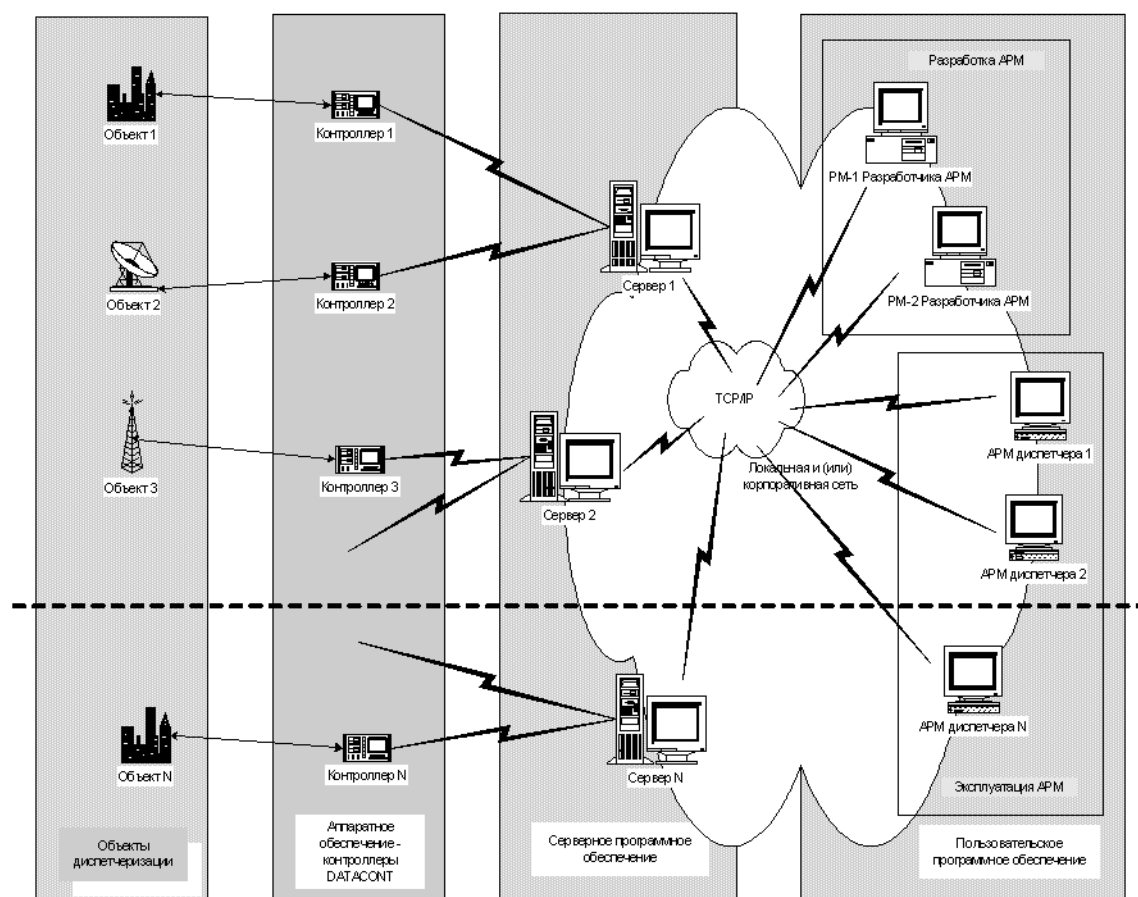 Разработка АРМ
Объект 1
Контроллер 1
РМ-1 Разработчика АРМ
Объект 2
Контроллер 2
Сервер 1
РМ-2 Разработчика АРМ
TCP/IP
Локальная и (или)
корпоративная сеть
АРМ диспетчера 1
Объект 3
Контроллер 3
Сервер 2
АРМ диспетчера 2
АРМ диспетчера N
Объект N
Контроллер N
Сервер N
Эксплуатация АРМ
Объекты
диспетчеризации
Аппаратное
обеспечение -
контроллеры
DATACONT
Серверное программное
обеспечение
Пользовательское
программное обеспечение